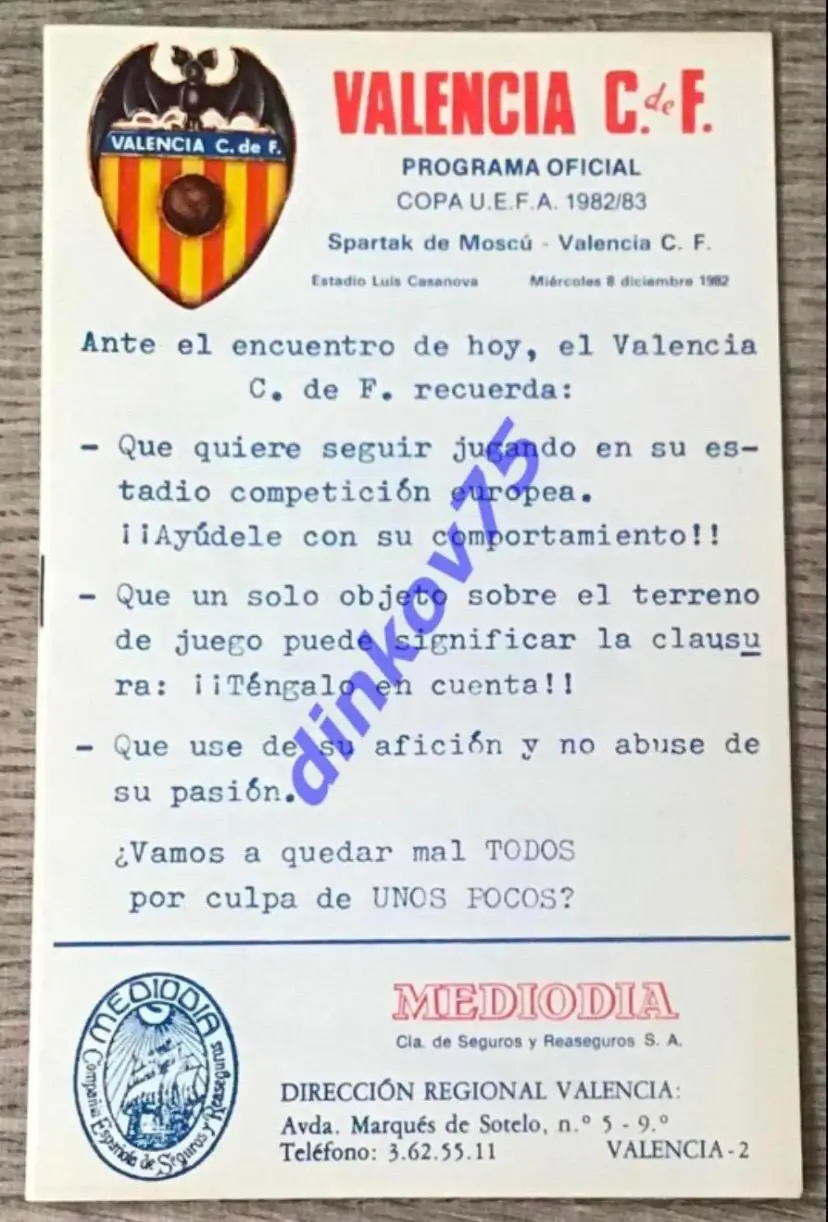 VALENCIA C. de F.
VALENCIA C. de F.
PROGRAMA OFICIAL
COPA U.E.F.A. 1982/83
Spartak de Moscú - Valencia C. F.
Estadio Luis Casanova Miércoles 8 diciembre 1982
Ante el encuentro de hoy, el Valencia
C. de F. recuerda:
- Que quiere seguir jugando en su es-
tadio competición europea.
¡¡Ayúdele con su comportamiento!!
- Que un solo objeto sobre el terreno
de juego puede significar la clausu
ra: ¡¡Téngalo en cuenta!!
- Que use de su afición y no abuse de
su pasión.
¿Vamos a quedar mal TODOS
por culpa de UNOS POCOS?
dinkov75
MEDIODIA
Compañia Española de Seguros y Reaseguros
MEDIODIA
Cia. de Seguros y Reaseguros S. A.
DIRECCIÓN REGIONAL VALENCIA:
Avda. Marqués de Sotelo, n.º 5 - 9.º
Teléfono: 3.62.55.11 VALENCIA - 2